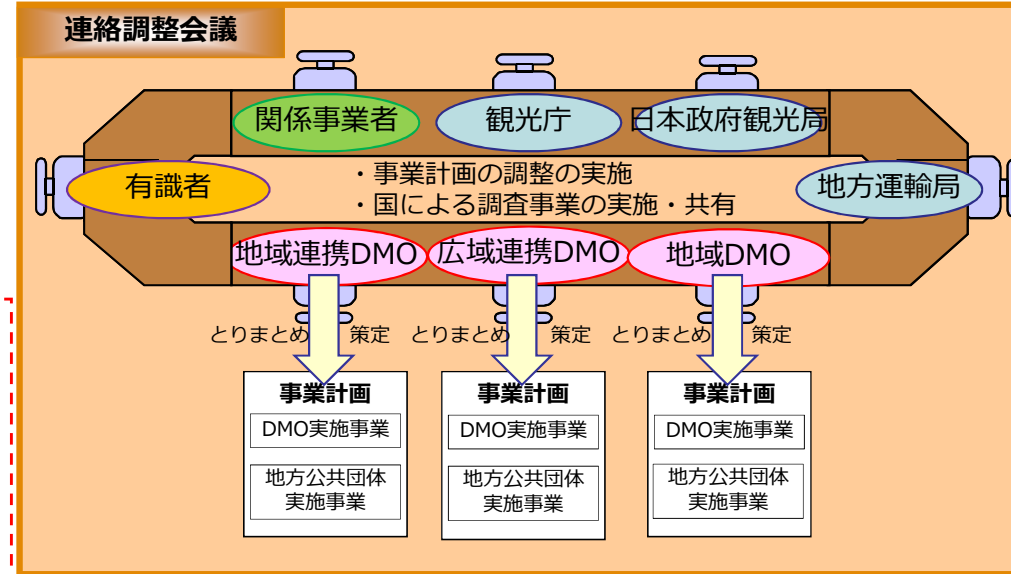 連絡調整会議
関係事業者
観光庁
日本政府観光局
有識者
・事業計画の調整の実施
・国による調査事業の実施・共有
地方運輸局
地域連携DMO
広域連携DMO
地域DMO
とりまとめ 策定
とりまとめ 策定
とりまとめ 策定
事業計画
DMO実施事業
地方公共団体
実施事業
事業計画
DMO実施事業
地方公共団体
実施事業
事業計画
DMO実施事業
地方公共団体
実施事業